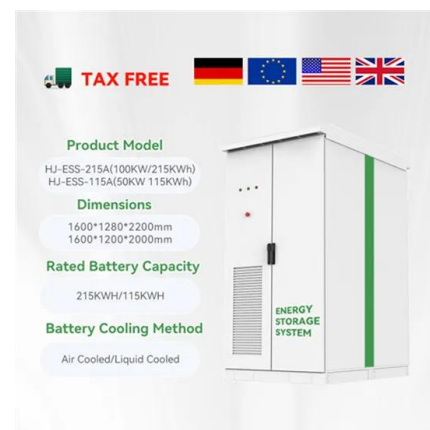 TAX FREE
Product Model
HJ-ESS-215A(100KW/215KWh)
HJ-ESS-115A(50KW 115KWh)
Dimensions
1600*1280*2200mm
1600*1200*2000mm
Rated Battery Capacity
215KWH/115KWH
Battery Cooling Method
Air Cooled/Liquid Cooled
ENERGY
STORAGE
SYSTEM